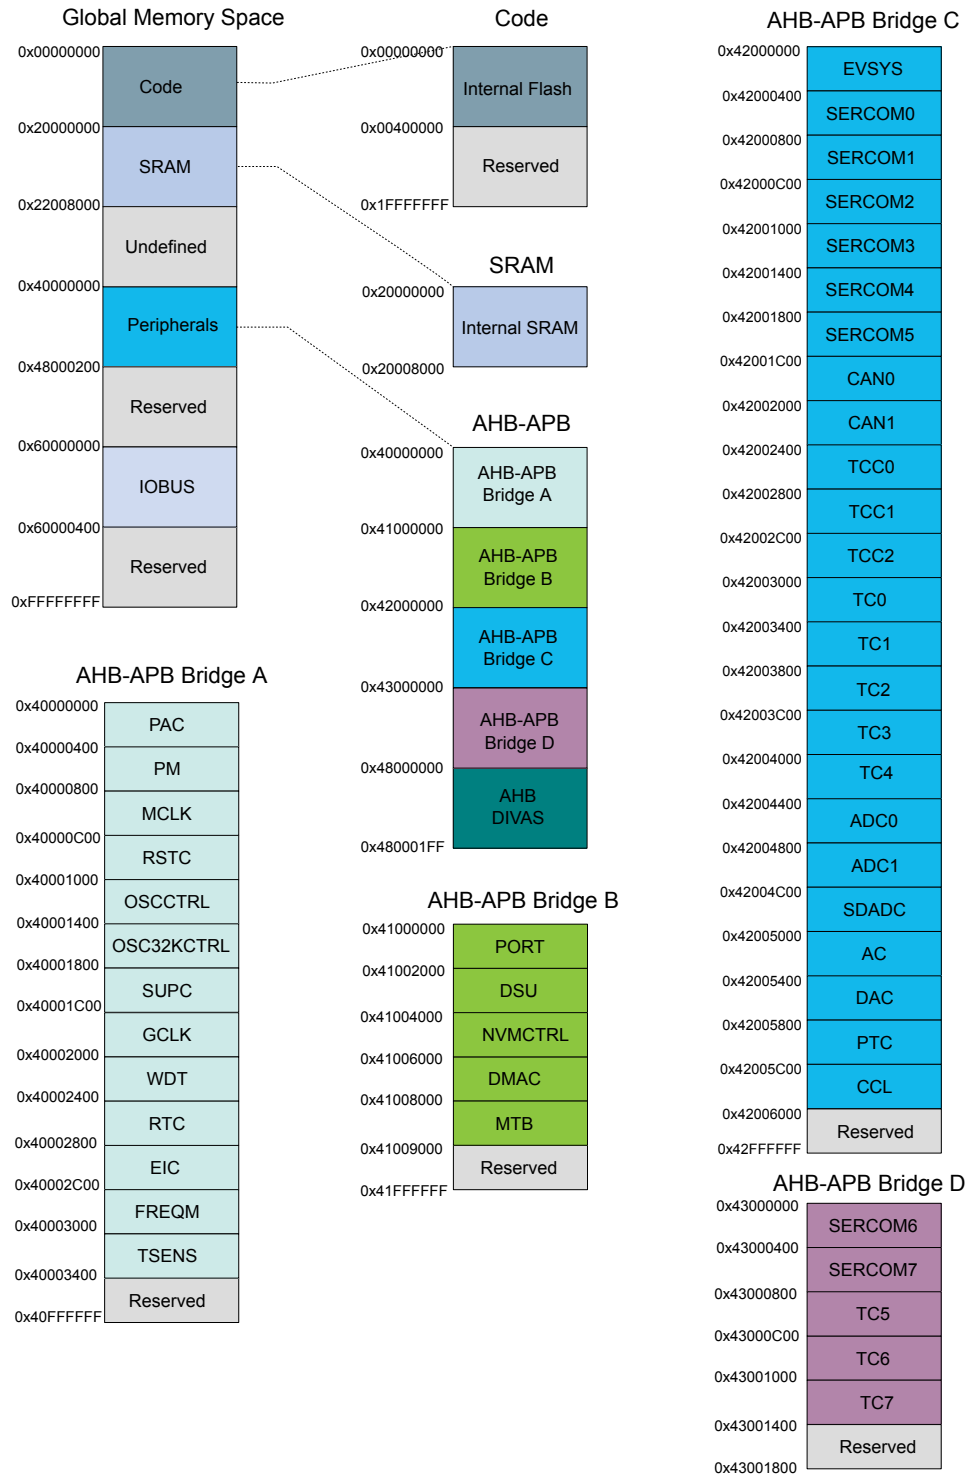 Global Memory Space
0x00000000
Code
0x20000000
SRAM
0x22008000
Undefined
0x40000000
Peripherals
0x48000200
Reserved
0x60000000
IOBUS
0x60000400
Reserved
0xFFFFFFFF
Code
0x00000000
Internal Flash
0x00400000
Reserved
0x1FFFFFFF
SRAM
0x20000000
Internal SRAM
0x20008000
AHB-APB
0x40000000
AHB-APB
Bridge A
0x41000000
AHB-APB
Bridge B
0x42000000
AHB-APB
Bridge C
0x43000000
AHB-APB
Bridge D
0x48000000
AHB
DIVAS
0x480001FF
AHB-APB Bridge A
0x40000000
PAC
0x40000400
PM
0x40000800
MCLK
0x40000C00
RSTC
0x40001000
OSCCTRL
0x40001400
OSC32KCTRL
0x40001800
SUPC
0x40001C00
GCLK
0x40002000
WDT
0x40002400
RTC
0x40002800
EIC
0x40002C00
FREQM
0x40003000
TSENS
0x40003400
Reserved
0x40FFFFFF
AHB-APB Bridge B
0x41000000
PORT
0x41002000
DSU
0x41004000
NVMCTRL
0x41006000
DMAC
0x41008000
MTB
0x41009000
Reserved
0x41FFFFFF
AHB-APB Bridge C
0x42000000
EVSYS
0x42000400
SERCOM0
0x42000800
SERCOM1
0x42000C00
SERCOM2
0x42001000
SERCOM3
0x42001400
SERCOM4
0x42001800
SERCOM5
0x42001C00
CAN0
0x42002000
CAN1
0x42002400
TCC0
0x42002800
TCC1
0x42002C00
TCC2
0x42003000
TC0
0x42003400
TC1
0x42003800
TC2
0x42003C00
TC3
0x42004000
TC4
0x42004400
ADC0
0x42004800
ADC1
0x42004C00
SDADC
0x42005000
AC
0x42005400
DAC
0x42005800
PTC
0x42005C00
CCL
0x42006000
Reserved
0x42FFFFFF
AHB-APB Bridge D
0x43000000
SERCOM6
0x43000400
SERCOM7
0x43000800
TC5
0x43000C00
TC6
0x43001000
TC7
0x43001400
Reserved
0x43001800